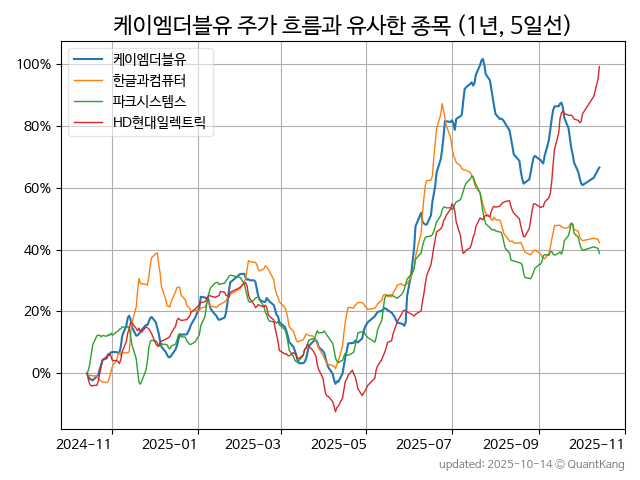 케이엠더블유 주가 흐름과 유사한 종목 (1년, 5일선)
케이엠더블유
한글과컴퓨터
파크시스템스
HD현대일렉트릭
100%
80%
60%
40%
20%
0%
2024-11 2025-01 2025-03 2025-05 2025-07 2025-09 2025-11
updated: 2025-10-14 © QuantKang